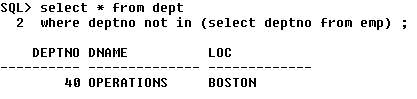 SQL> select * from dept
  2  where deptno not in (select deptno from emp) ;
    DEPTNO DNAME          LOC
---------- -------------- -------------
        40 OPERATIONS     BOSTON